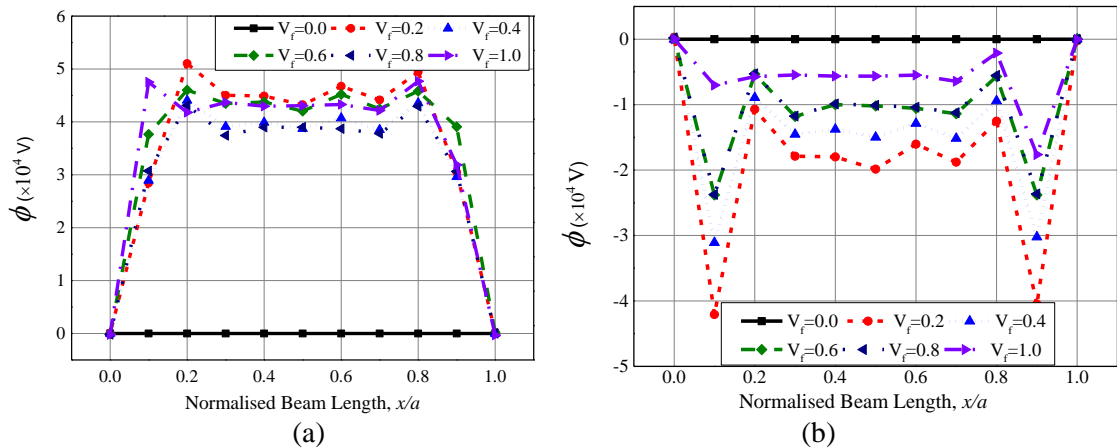 V_f=0.0 V_f=0.2 V_f=0.4
V_f=0.6 V_f=0.8 V_f=1.0
6
5
4
3
2
1
0
ϕ (×10⁴ V)
0.0 0.2 0.4 0.6 0.8 1.0
Normalised Beam Length, x/a
(a)
0
-1
-2
-3
-4
-5
ϕ (×10⁴ V)
V_f=0.0 V_f=0.2 V_f=0.4
V_f=0.6 V_f=0.8 V_f=1.0
0.0 0.2 0.4 0.6 0.8 1.0
Normalised Beam Length, x/a
(b)